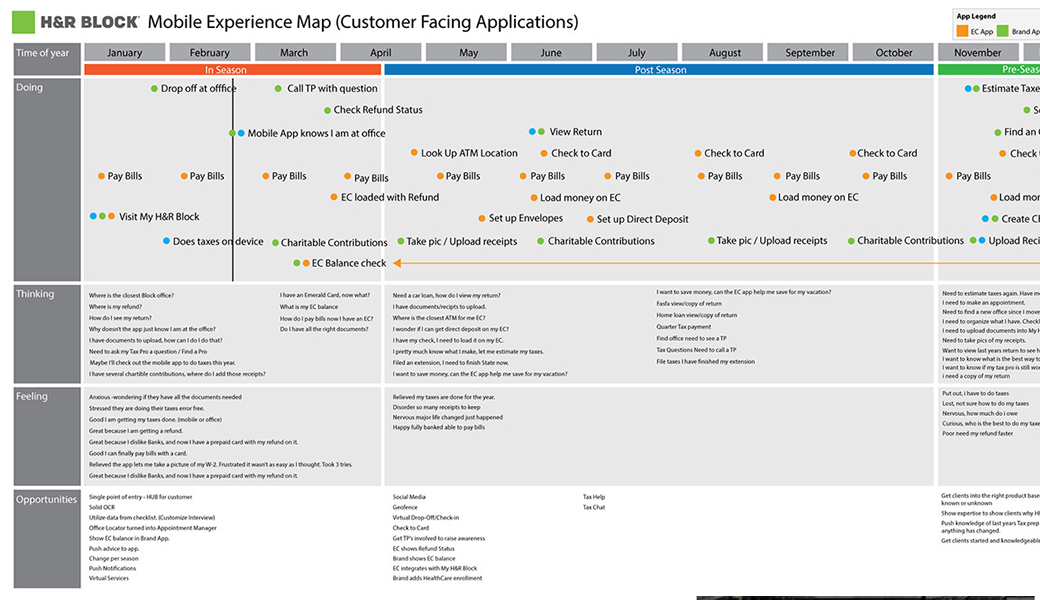 H&R BLOCK Mobile Experience Map (Customer Facing Applications)
App Legend
EC App Brand Ap
Time of year January February March April May June July August September October November
In Season Post Season Pre-Seas
Doing
Drop off at office Call TP with question Estimate Taxe
Check Refund Status
Mobile App knows I am at office View Return Find an
Look Up ATM Location Check to Card Check to Card Check to Card Check
Pay Bills Pay Bills Pay Bills Pay Bills Pay Bills Pay Bills Pay Bills Pay Bills Pay Bills Pay Bills Pay Bills
EC loaded with Refund Load money on EC Load money on EC Load mon
Visit My H&R Block Set up Envelopes Set up Direct Deposit Create Ch
Does taxes on device Charitable Contributions Take pic / Upload receipts Charitable Contributions Take pic / Upload receipts Charitable Contributions Upload Reci
EC Balance check
Thinking
Where is the closest Block office?
Where is my refund?
How do I see my return?
Why doesn't the app just know I am at the office?
I have documents to upload, how can I do I do that?
Need to ask my Tax Pro a question / Find a Pro
Maybe I'll check out the mobile app to do taxes this year.
I have several chartible contributions, where do I add those receipts?
I have an Emerald Card, now what?
What is my EC balance
How do I pay bills now I have an EC?
Do I have all the right documents?
Need a car loan, how do I view my return?
I have documents/recipts to upload.
Where is the closest ATM for me EC?
I wonder if I can get direct deposit on my EC?
I have my check, I need to load it on my EC.
I pretty much know what I make, let me estimate my taxes.
Filed an extension, I need to finish State now.
I want to save money, can the EC app help me save for my vacation?
I want to save money, can the EC app help me save for my vacation?
Fasfa view/copy of return
Home loan view/copy of return
Quarter Tax payment
Find office need to see a TP
Tax Questions Need to call a TP
File taxes I have finished my extension
Need to estimate taxes again. Have m
I need to make an appointment.
Need to find a new office since I move
I need to organize what I have. Checkl
I need to upload documents into My H
Need to take pics of my receipts.
Want to view last years return to see h
I want to know what is the best way to
I want to know if my tax pro is still wor
i need a copy of my return
Feeling
Anxious -wondering if they have all the documents needed
Stressed they are doing their taxes error free.
Good I am getting my taxes done. (mobile or office)
Great because I am getting a refund.
Great because I dislike Banks, and now I have a prepaid card with my refund on it.
Good I can finally pay bills with a card.
Relieved the app lets me take a picture of my W-2. Frustrated it wasn't as easy as I thought. Took 3 tries.
Great because I dislike Banks, and now I have a prepaid card with my refund on it.
Relieved my taxes are done for the year.
Disorder so many receipts to keep
Nervous major life changed just happened
Happy fully banked able to pay bills
Put out, i have to do taxes
Lost, not sure how to do my taxes
Nervous, how much do i owe
Curious, who is the best to do my taxe
Poor need my refund faster
Opportunities
Single point of entry - HUB for customer
Solid OCR
Utilize data from checklist. (Customize Interview)
Office Locator turned into Appointment Manager
Show EC balance in Brand App.
Push advice to app.
Change per season
Push Notifications
Virtual Services
Social Media
Geofence
Virtual Drop-Off/Check-in
Check to Card
Get TP's involved to raise awareness
EC shows Refund Status
Brand shows EC balance
EC integrates with My H&R Block
Brand adds HealthCare enrollment
Tax Help
Tax Chat
Get clients into the right product base
known or unknown
Show expertise to show clients why H
Push knowledge of last years Tax prep
anything has changed.
Get clients started and knowledgeable